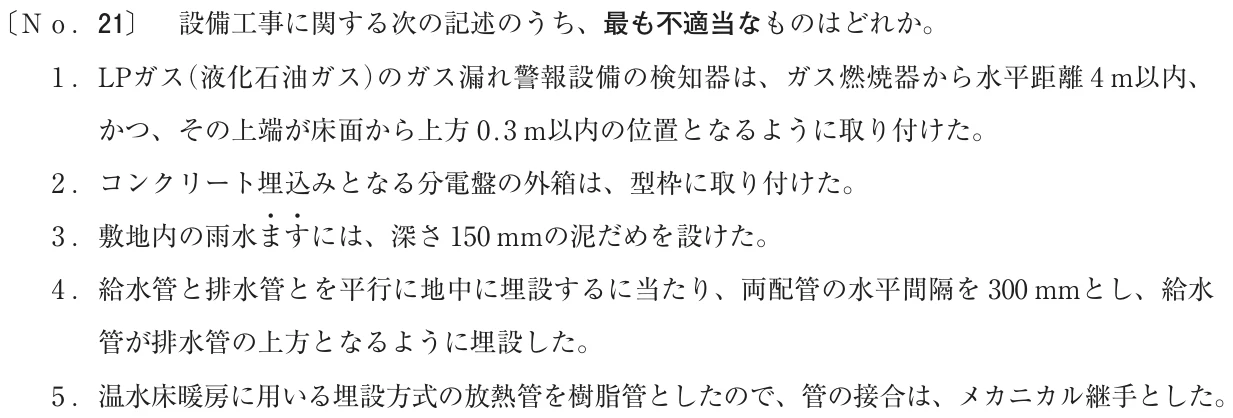 〔Ｎｏ．21〕　設備工事に関する次の記述のうち、最も不適当なものはどれか。
１．LPガス(液化石油ガス)のガス漏れ警報設備の検知器は、ガス燃焼器から水平距離４m以内、
かつ、その上端が床面から上方0.3m以内の位置となるように取り付けた。
２．コンクリート埋込みとなる分電盤の外箱は、型枠に取り付けた。
３．敷地内の雨水ますには、深さ150mmの泥だめを設けた。
４．給水管と排水管とを平行に地中に埋設するに当たり、両配管の水平間隔を300mmとし、給水
管が排水管の上方となるように埋設した。
５．温水床暖房に用いる埋設方式の放熱管を樹脂管としたので、管の接合は、メカニカル継手とした。